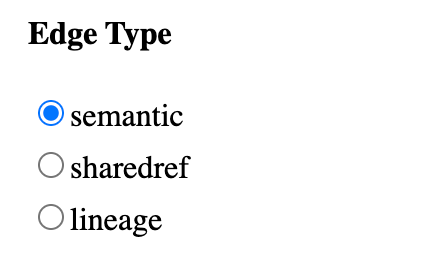 Edge Type
semantic
sharedref
lineage